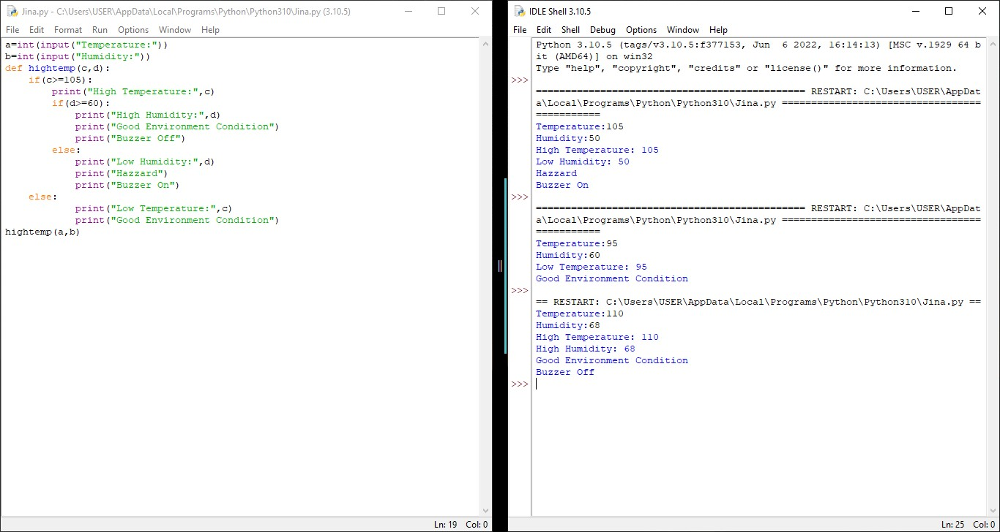 Jina.py - C:\Users\USER\AppData\Local\Programs\Python\Python310\Jina.py (3.10.5)
File Edit Format Run Options Window Help
a=int(input("Temperature:"))
b=int(input("Humidity:"))
def hightemp(c,d):
    if(c>=105):
        print("High Temperature:",c)
        if(d>=60):
            print("High Humidity:",d)
            print("Good Environment Condition")
            print("Buzzer Off")
        else:
            print("Low Humidity:",d)
            print("Hazzard")
            print("Buzzer On")
    else:
            print("Low Temperature:",c)
            print("Good Environment Condition")
hightemp(a,b)
Ln: 19 Col: 0
IDLE Shell 3.10.5
File Edit Shell Debug Options Window Help
Python 3.10.5 (tags/v3.10.5:f377153, Jun  6 2022, 16:14:13) [MSC v.1929 64 b
it (AMD64)] on win32
Type "help", "copyright", "credits" or "license()" for more information.
>>>
============================================== RESTART: C:\Users\USER\AppDat
a\Local\Programs\Python\Python310\Jina.py ==================================
===========
Temperature:105
Humidity:50
High Temperature: 105
Low Humidity: 50
Hazzard
Buzzer On
>>>
============================================== RESTART: C:\Users\USER\AppDat
a\Local\Programs\Python\Python310\Jina.py ==================================
===========
Temperature:95
Humidity:60
Low Temperature: 95
Good Environment Condition
>>>
== RESTART: C:\Users\USER\AppData\Local\Programs\Python\Python310\Jina.py ==
Temperature:110
Humidity:68
High Temperature: 110
High Humidity: 68
Good Environment Condition
Buzzer Off
>>>
Ln: 25 Col: 0